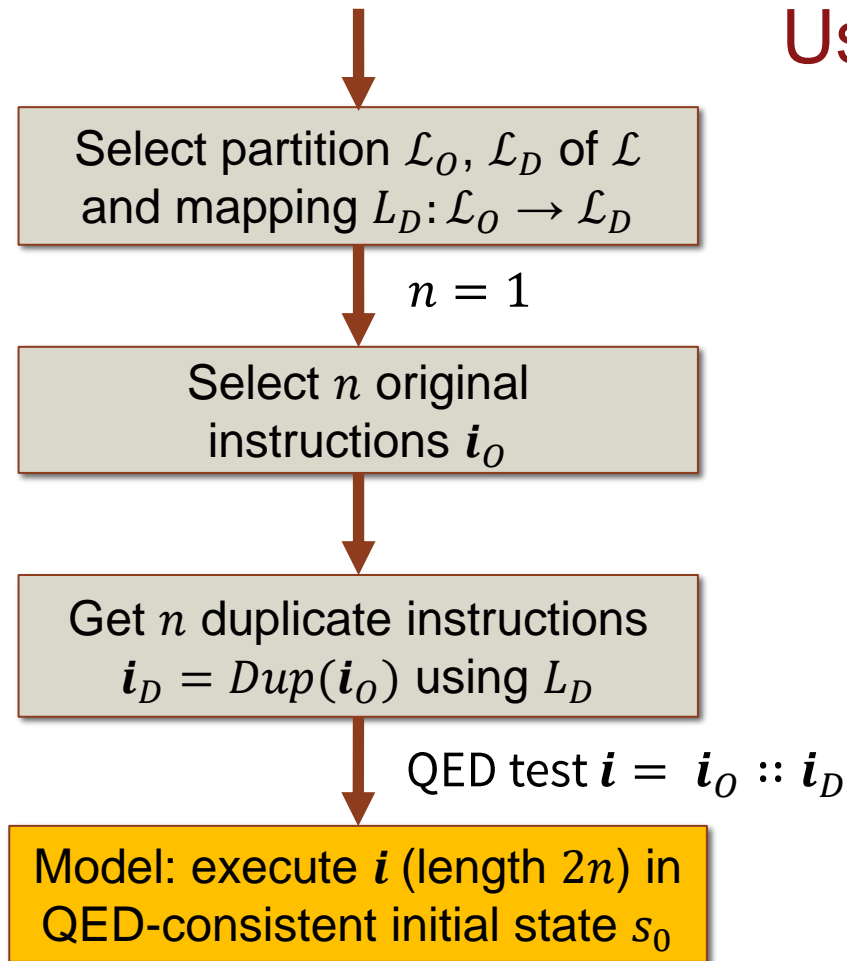 Us
Select partition ℒ_O, ℒ_D of ℒ
and mapping L_D: ℒ_O → ℒ_D
n = 1
Select n original
instructions i_O
Get n duplicate instructions
i_D = Dup(i_O) using L_D
QED test i = i_O :: i_D
Model: execute i (length 2n) in
QED-consistent initial state s_0